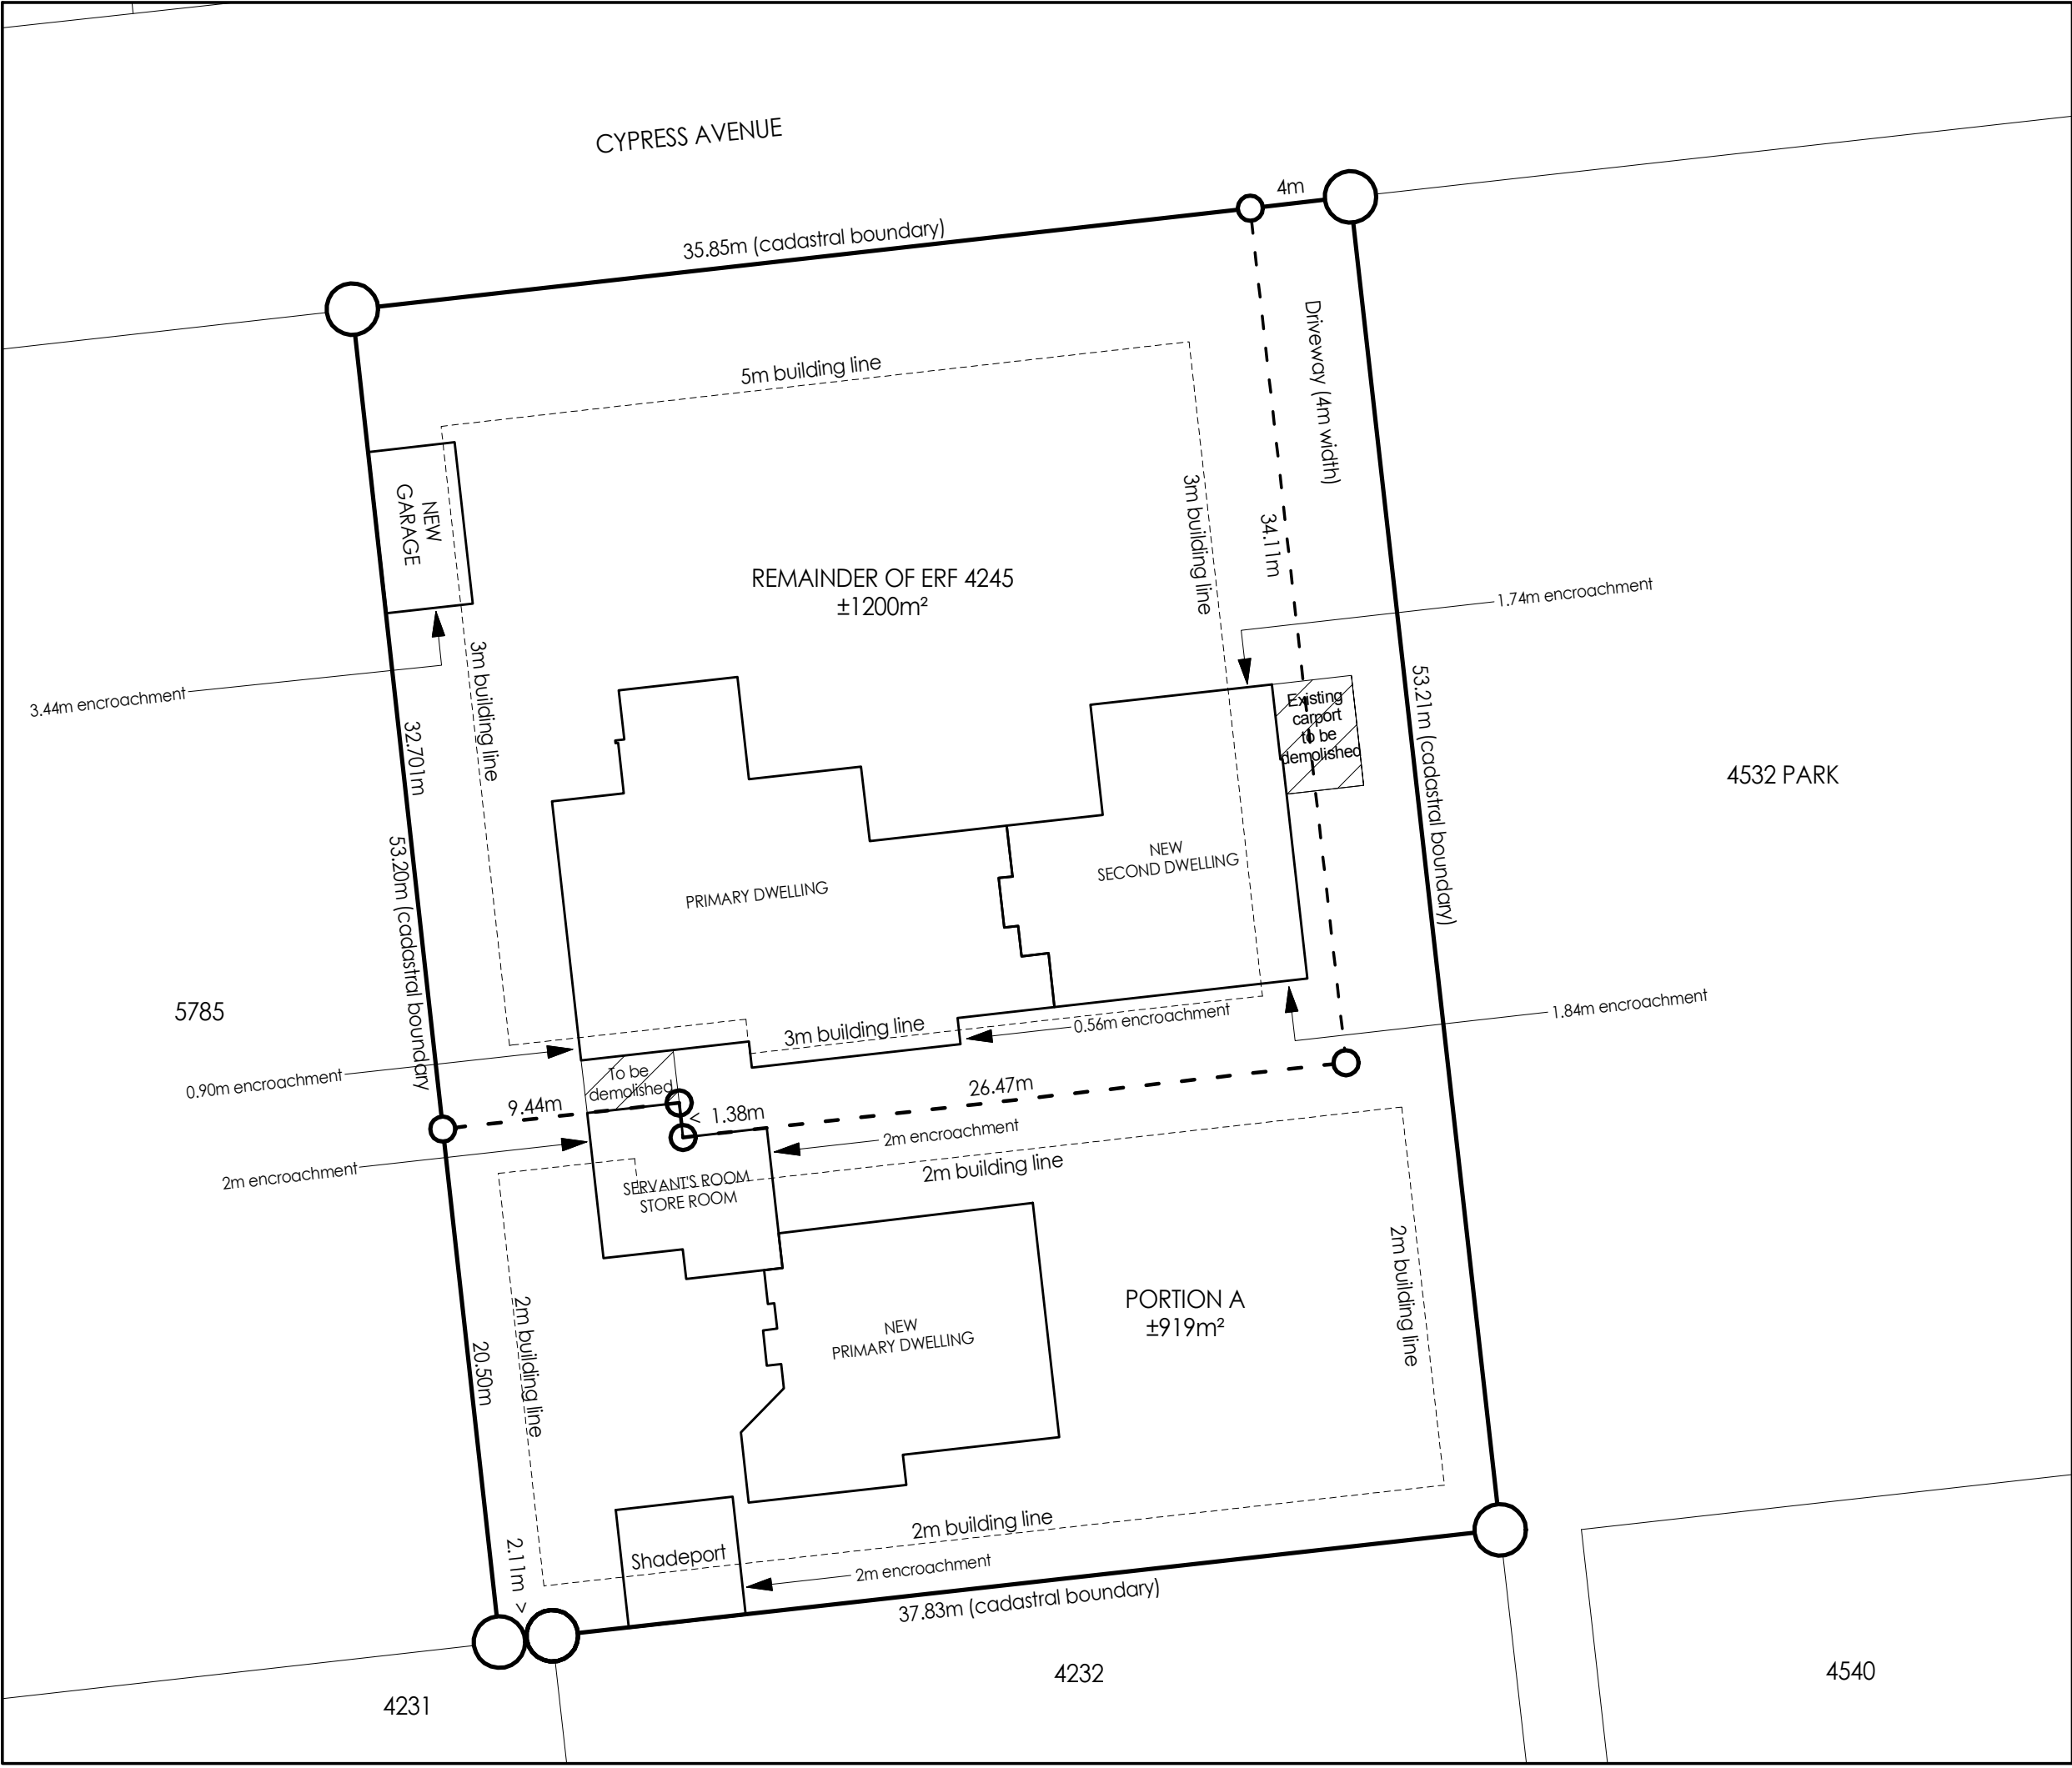 CYPRESS AVENUE
4m
35.85m (cadastral boundary)
Driveway (4m width)
5m building line
NEW
GARAGE
3m building line
34.11m
REMAINDER OF ERF 4245
±1200m²
1.74m encroachment
3.44m encroachment
3m building line
32.701m
Existing
carport
to be
demolished
53.21m (cadastral boundary)
4532 PARK
53.20m (cadastral boundary
PRIMARY DWELLING
NEW
SECOND DWELLING
5785
3m building line
0.56m encroachment
1.84m encroachment
0.90m encroachment
To be
demolished
9.44m
< 1.38m
26.47m
2m encroachment
2m encroachment
2m building line
SERVANT'S ROOM
STORE ROOM
2m building line
2m building line
20.50m
NEW
PRIMARY DWELLING
PORTION A
±919m²
2m building line
2.11m >
Shadeport
2m encroachment
37.83m (cadastral boundary)
4231
4232
4540